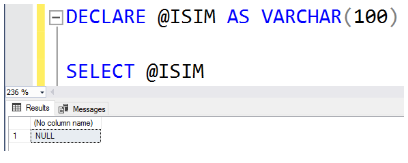 DECLARE @ISIM AS VARCHAR(100)
SELECT @ISIM
236 %
Results Messages
(No column name)
1 NULL